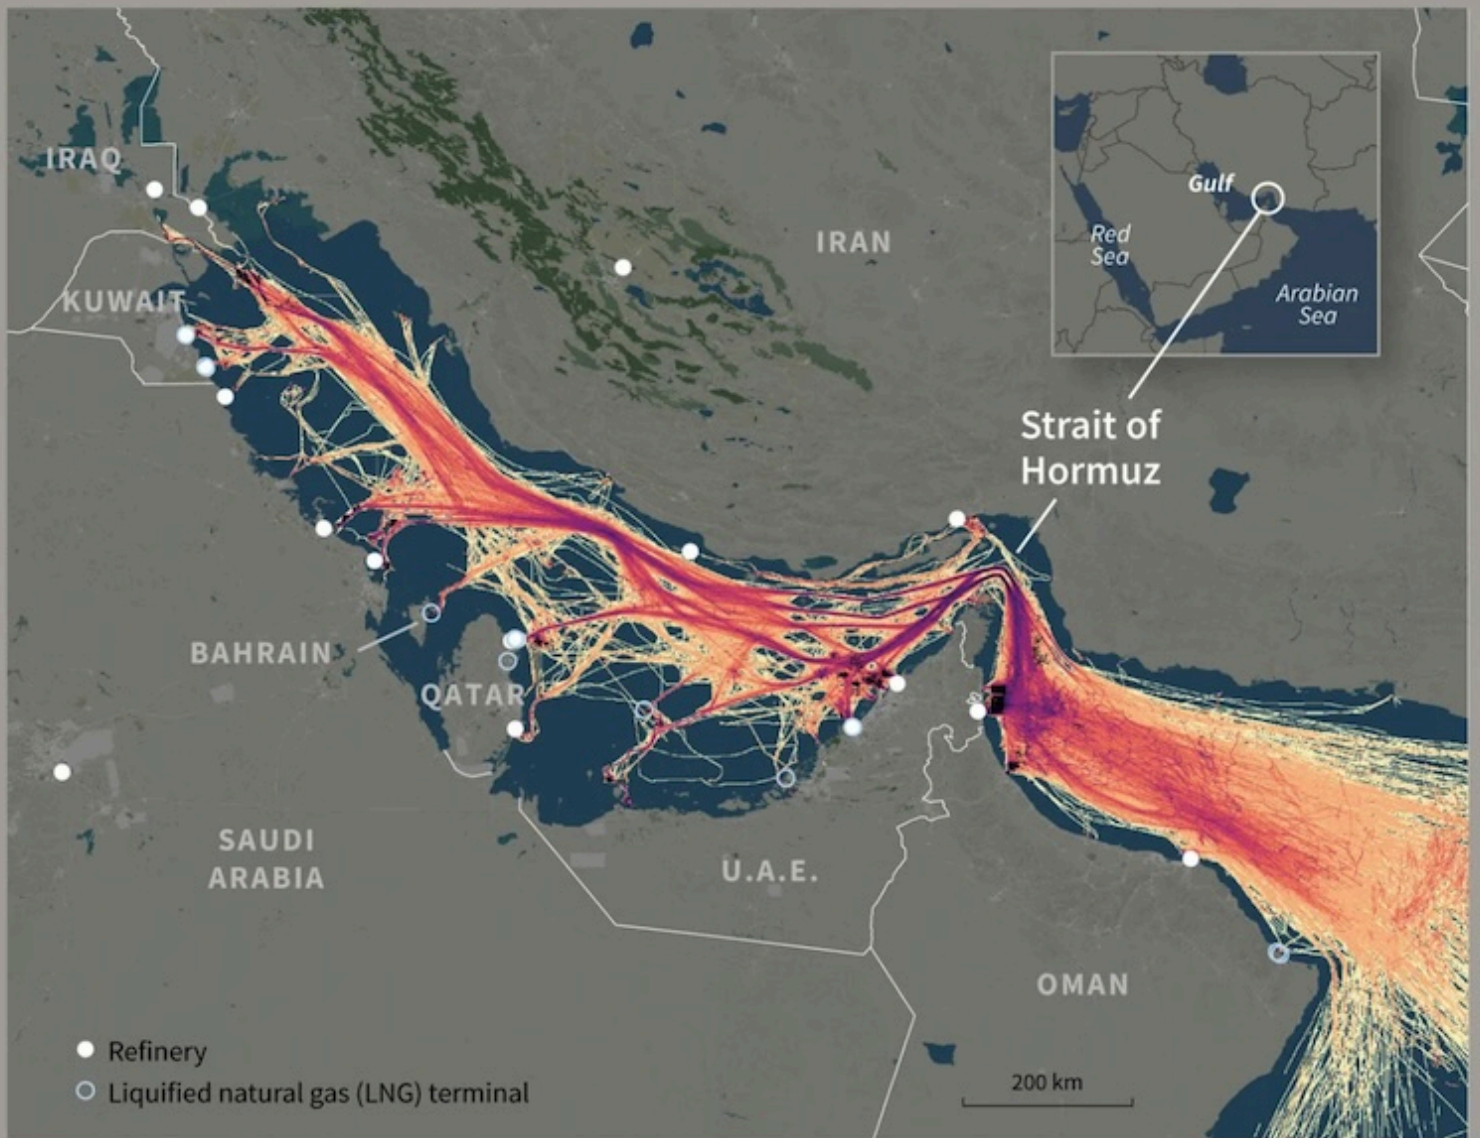 IRAQ
KUWAIT
IRAN
Gulf
Red
Sea
Arabian
Sea
Strait of
Hormuz
BAHRAIN
QATAR
SAUDI
ARABIA
U.A.E.
OMAN
Refinery
Liquified natural gas (LNG) terminal
200 km